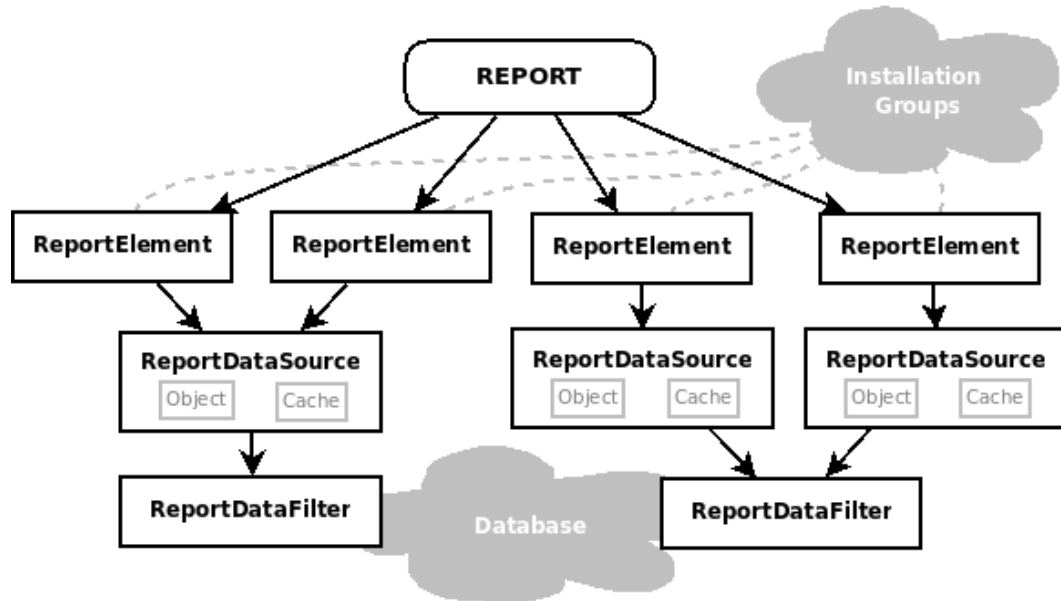 REPORT
Installation
Groups
ReportElement
ReportElement
ReportElement
ReportElement
ReportDataSource
Object
Cache
ReportDataSource
Object
Cache
ReportDataSource
Object
Cache
ReportDataFilter
Database
ReportDataFilter